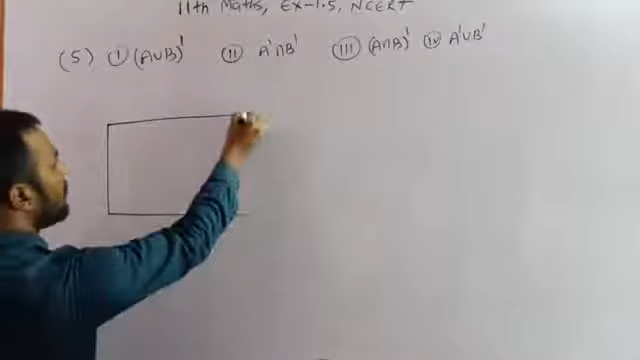 11th Maths, Ex-1.5, NCERT
(5) (i) (A∪B)' (ii) A'∩B' (iii) (A∩B)' (iv) A'∪B'